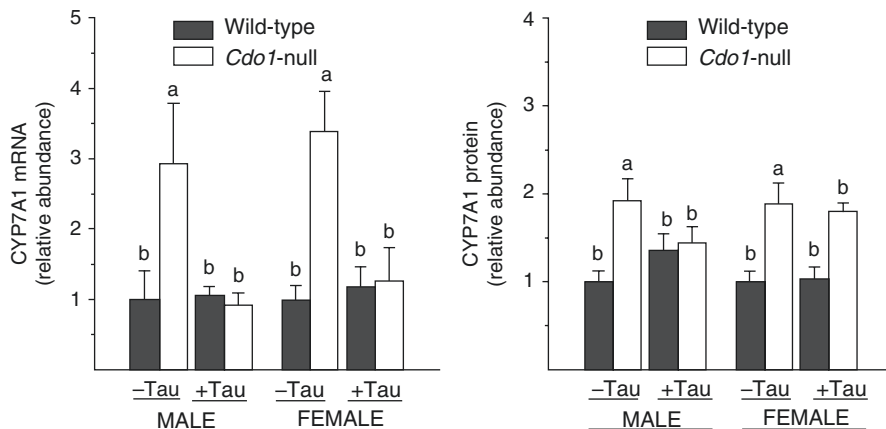 Wild-type
Cdo1-null
CYP7A1 mRNA
(relative abundance)
5
4
3
2
1
b
a
b
b
b
a
b
b
–Tau
+Tau
–Tau
+Tau
MALE
FEMALE
Wild-type
Cdo1-null
CYP7A1 protein
(relative abundance)
4
3
2
1
b
a
b
b
b
a
b
b
–Tau
+Tau
–Tau
+Tau
MALE
FEMALE